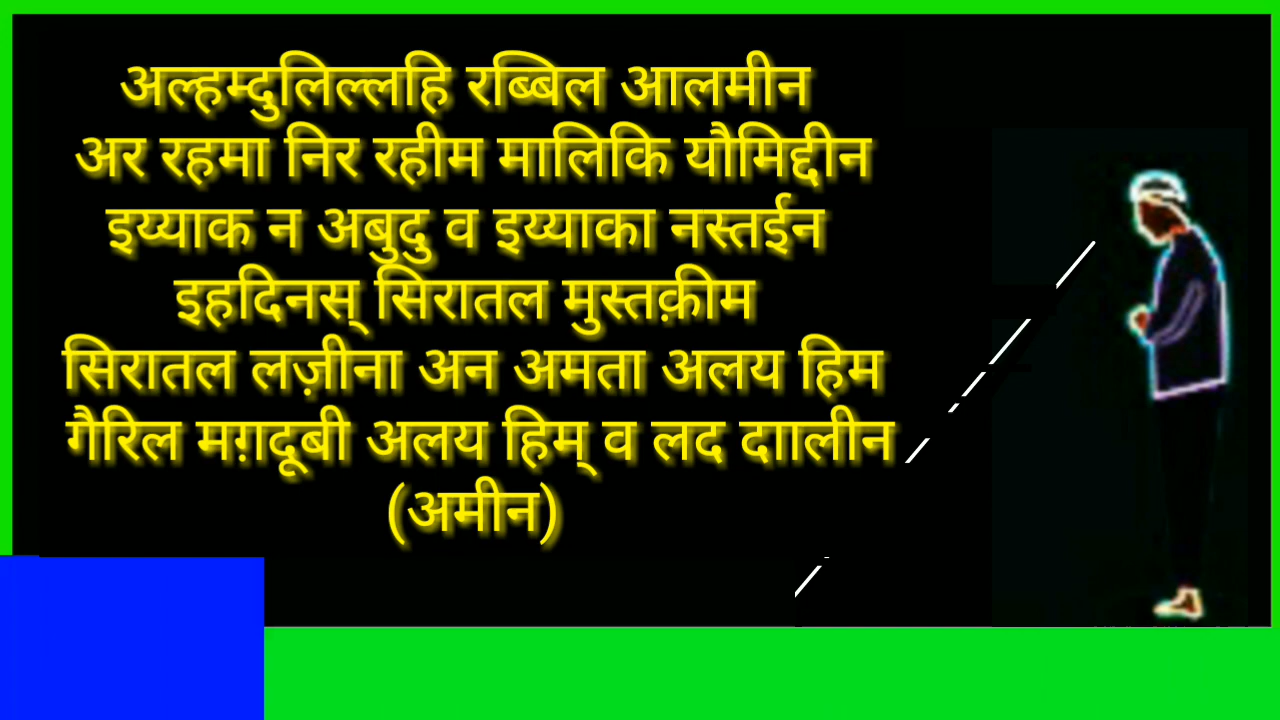 अल्हम्दुलिल्लहि रब्बिल आलमीन
अर रहमा निर रहीम मालिकि यौमिद्दीन
इय्याक न अबुदु व इय्याका नस्तईन
इहदिनस् सिरातल मुस्तक़ीम
सिरातल लज़ीना अन अमता अलय हिम
गैरिल मग़दूबी अलय हिम् व लद दाालीन
(अमीन)